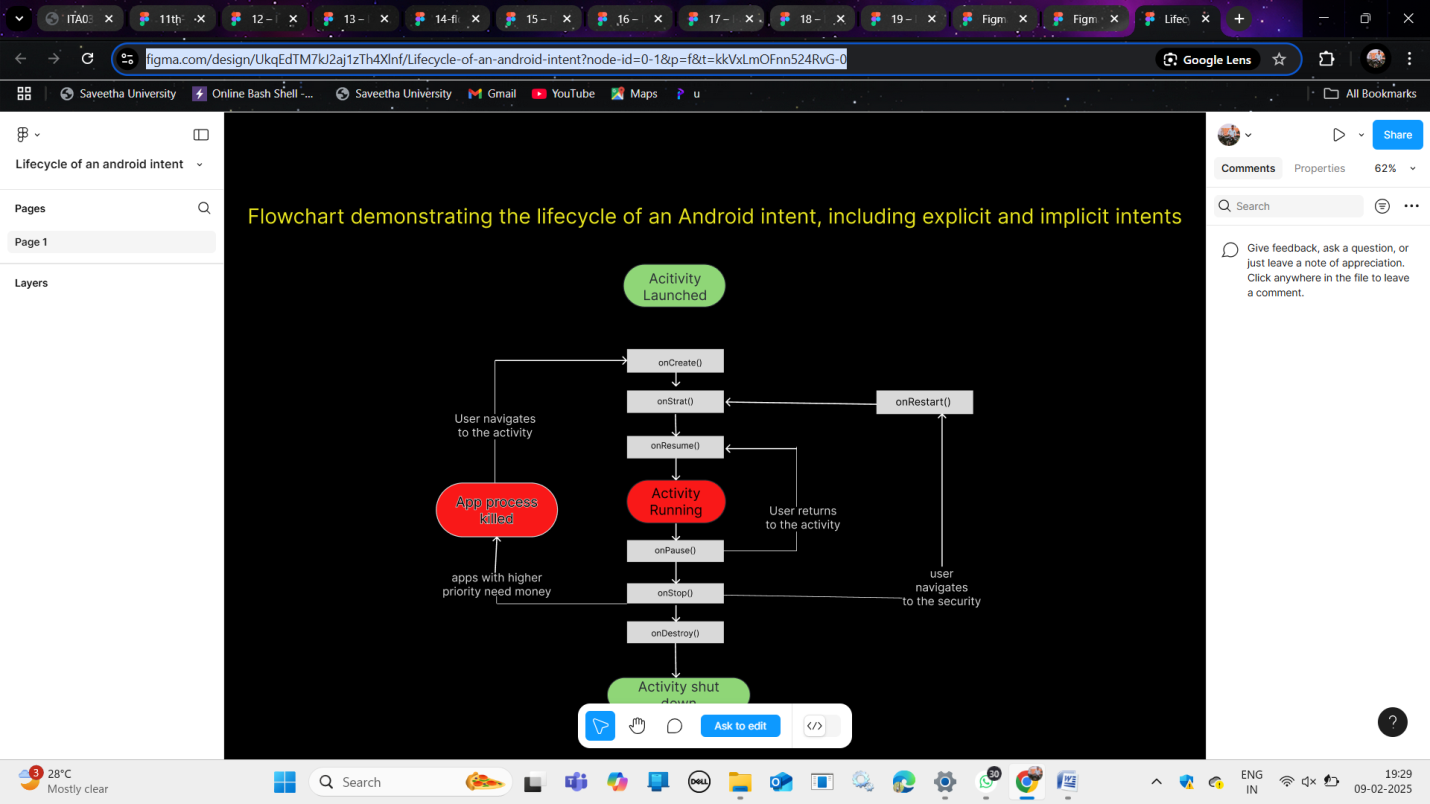 ITA03
11th
12 –
13 –
14-fl
15 –
16 –
17 –
18 –
19 –
Figm
Figm
Lifec
figma.com/design/UkqEdTM7kJ2aj1zTh4Xlnf/Lifecycle-of-an-android-intent?node-id=0-1&p=f&t=kkVxLmOFnn524RvG-0
Google Lens
Saveetha University
Online Bash Shell -...
Saveetha University
Gmail
YouTube
Maps
u
All Bookmarks
Lifecycle of an android intent
Pages
Page 1
Layers
Flowchart demonstrating the lifecycle of an Android intent, including explicit and implicit intents
Acitivity
Launched
onCreate()
onStrat()
onRestart()
User navigates
to the activity
onResume()
App process
killed
Activity
Running
User returns
to the activity
onPause()
apps with higher
priority need money
onStop()
user
navigates
to the security
onDestroy()
Activity shut
down
Ask to edit
Share
Comments
Properties
62%
Search
Give feedback, ask a question, or
just leave a note of appreciation.
Click anywhere in the file to leave
a comment.
?
3
28°C
Mostly clear
Search
DELL
30
ENG
IN
19:29
09-02-2025